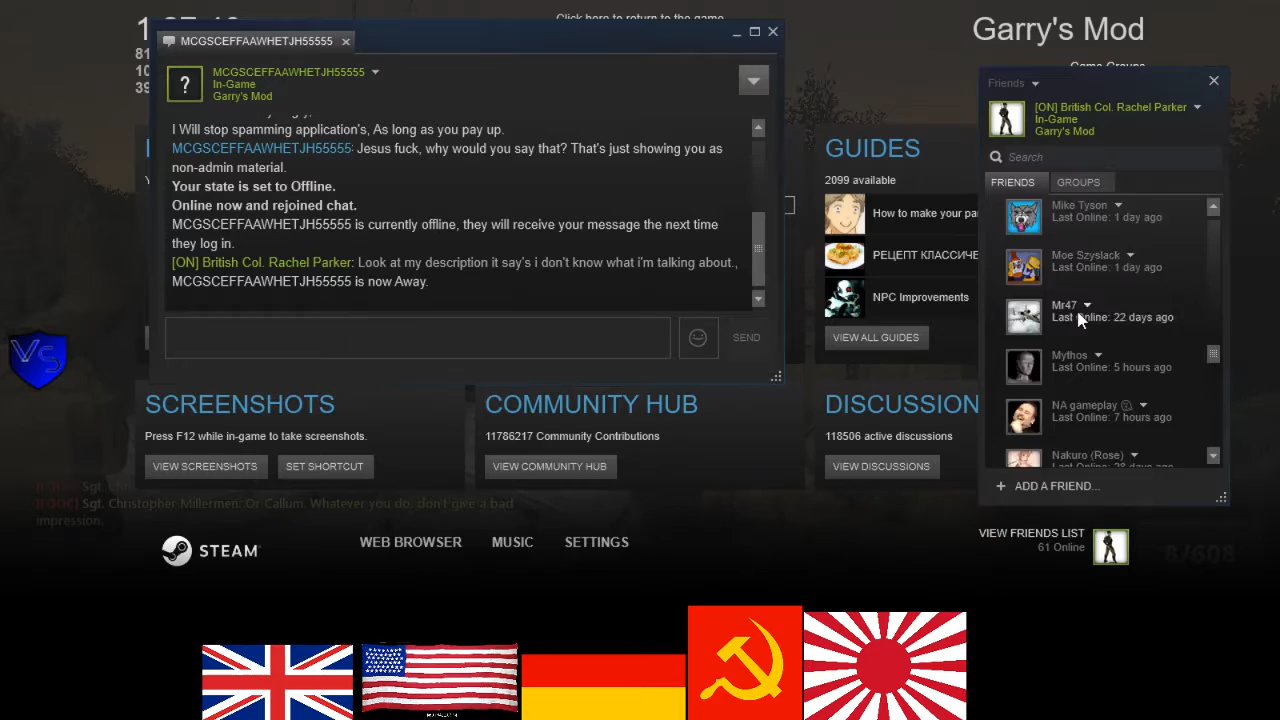 Click here to return to the game
Garry's Mod
MCGSCEFFAAWHETJH55555
MCGSCEFFAAWHETJH55555
In-Game
Garry's Mod
I Will stop spamming application's, As long as you pay up.
MCGSCEFFAAWHETJH55555: Jesus fuck, why would you say that? That's just showing you as
non-admin material.
Your state is set to Offline.
Online now and rejoined chat.
MCGSCEFFAAWHETJH55555 is currently offline, they will receive your message the next time
they log in.
[ON] British Col. Rachel Parker: Look at my description it say's i don't know what i'm talking about.,
MCGSCEFFAAWHETJH55555 is now Away.
SEND
GUIDES
2099 available
How to make your pa
РЕЦЕПТ КЛАССИЧЕ
NPC Improvements
VIEW ALL GUIDES
Game Groups
Friends
[ON] British Col. Rachel Parker
In-Game
Garry's Mod
Search
FRIENDS GROUPS
Mike Tyson
Last Online: 1 day ago
Moe Szyslack
Last Online: 1 day ago
Mr47
Last Online: 22 days ago
Mythos
Last Online: 5 hours ago
NA gameplay
Last Online: 7 hours ago
Nakuro (Rose)
Last Online: 28 days ago
+ ADD A FRIEND...
VS
SCREENSHOTS
Press F12 while in-game to take screenshots.
VIEW SCREENSHOTS SET SHORTCUT
COMMUNITY HUB
11786217 Community Contributions
VIEW COMMUNITY HUB
DISCUSSION
118506 active discussions
VIEW DISCUSSIONS
Sgt. Christopher Millermen. Or Callum. Whatever you do, don't give a bad
impression.
STEAM
WEB BROWSER MUSIC SETTINGS
VIEW FRIENDS LIST
61 Online
8/608